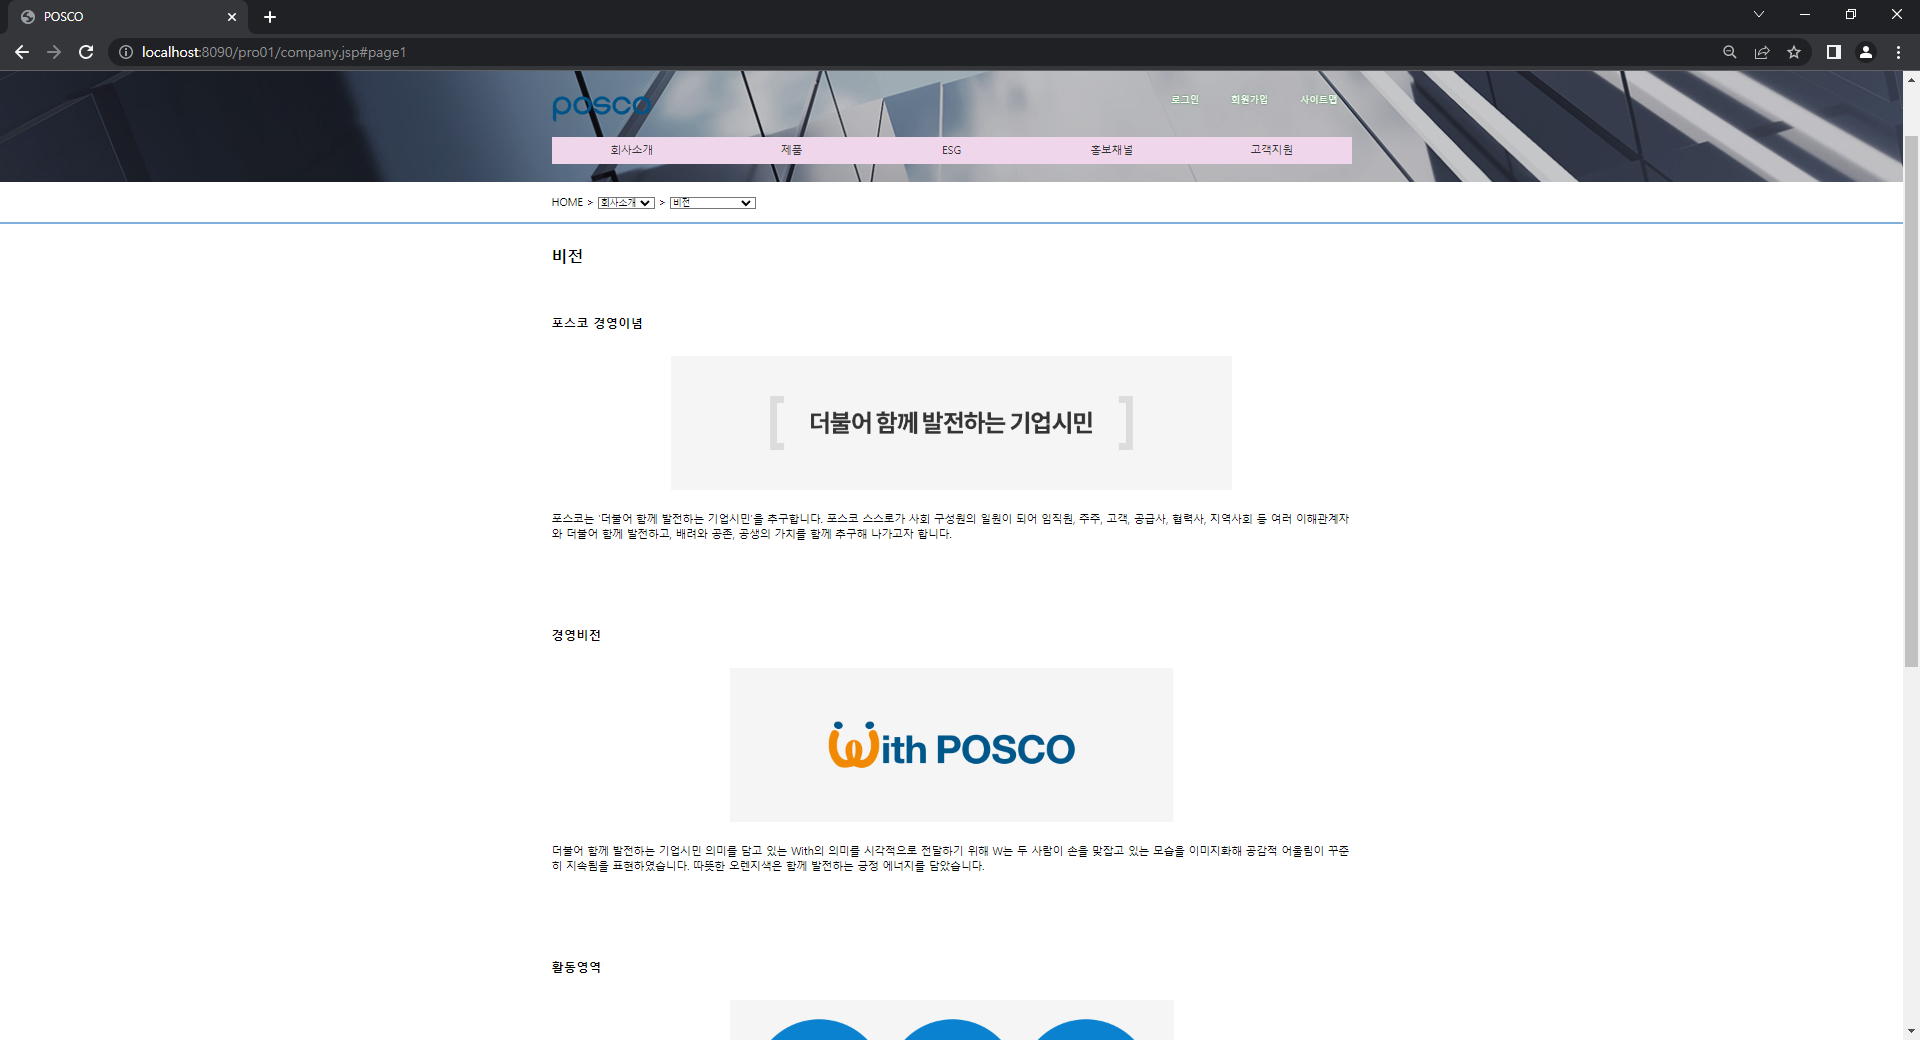 POSCO
localhost:8090/pro01/company.jsp#page1
posco
로그인 회원가입 사이트맵
회사소개 제품 ESG 홍보채널 고객지원
HOME > 회사소개 > 비전
비전
포스코 경영이념
[ 더불어 함께 발전하는 기업시민 ]
포스코는 '더불어 함께 발전하는 기업시민'을 추구합니다. 포스코 스스로가 사회 구성원의 일원이 되어 임직원, 주주, 고객, 공급사, 협력사, 지역사회 등 여러 이해관계자
와 더불어 함께 발전하고, 배려와 공존, 공생의 가치를 함께 추구해 나가고자 합니다.
경영비전
With POSCO
더불어 함께 발전하는 기업시민 의미를 담고 있는 With의 의미를 시각적으로 전달하기 위해 W는 두 사람이 손을 맞잡고 있는 모습을 이미지화해 공감적 어울림이 꾸준
히 지속됨을 표현하였습니다. 따뜻한 오렌지색은 함께 발전하는 긍정 에너지를 담았습니다.
활동영역